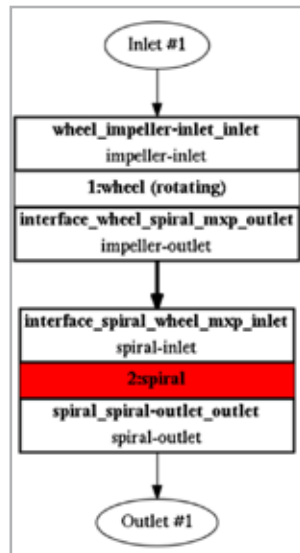 Inlet #1
wheel_impeller-inlet_inlet
impeller-inlet
1:wheel (rotating)
interface_wheel_spiral_mxp_outlet
impeller-outlet
interface_spiral_wheel_mxp_inlet
spiral-inlet
2:spiral
spiral_spiral-outlet_outlet
spiral-outlet
Outlet #1